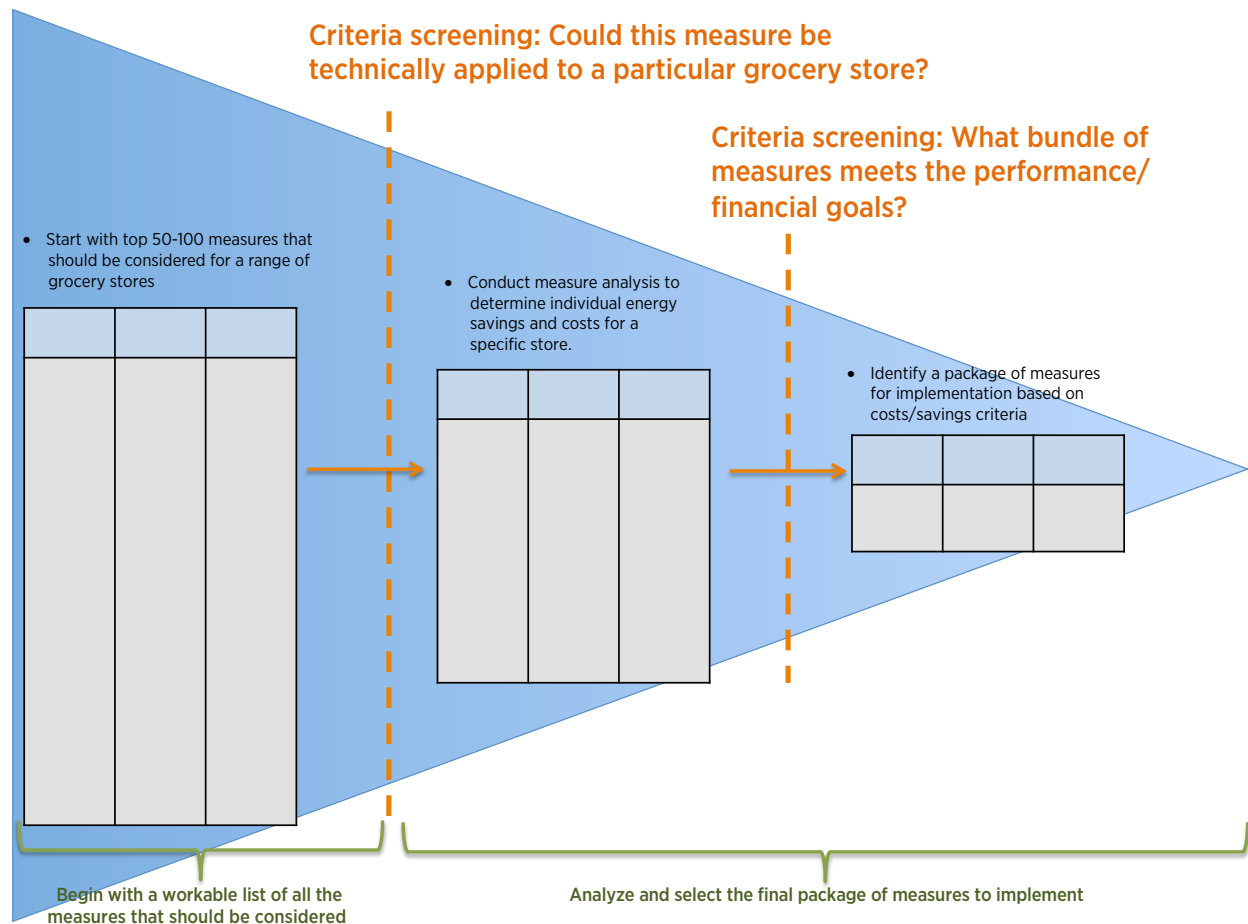 Criteria screening: Could this measure be
technically applied to a particular grocery store?
Criteria screening: What bundle of
measures meets the performance/
financial goals?
• Start with top 50-100 measures that
should be considered for a range of
grocery stores
• Conduct measure analysis to
determine individual energy
savings and costs for a
specific store.
• Identify a package of measures
for implementation based on
costs/savings criteria
Begin with a workable list of all the
measures that should be considered
Analyze and select the final package of measures to implement